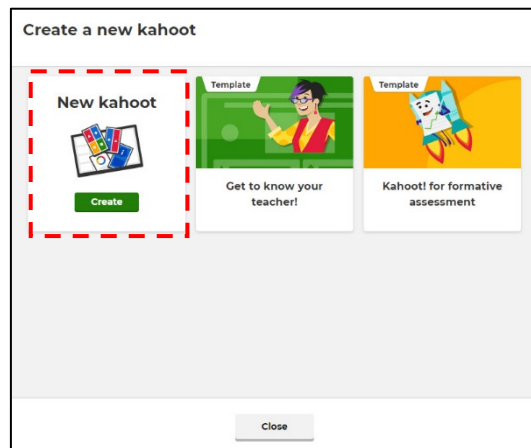 Create a new kahoot
New kahoot
Create
Template
Get to know your
teacher!
Template
Kahoot! for formative
assessment
Close